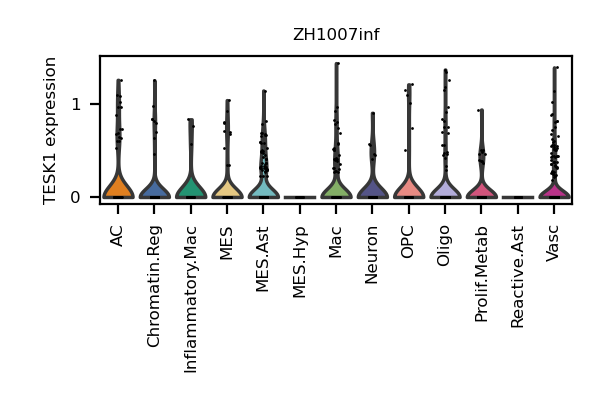 ZH1007inf
TESK1 expression
1
0
AC
Chromatin.Reg
Inflammatory.Mac
MES
MES.Ast
MES.Hyp
Mac
Neuron
OPC
Oligo
Prolif.Metab
Reactive.Ast
Vasc